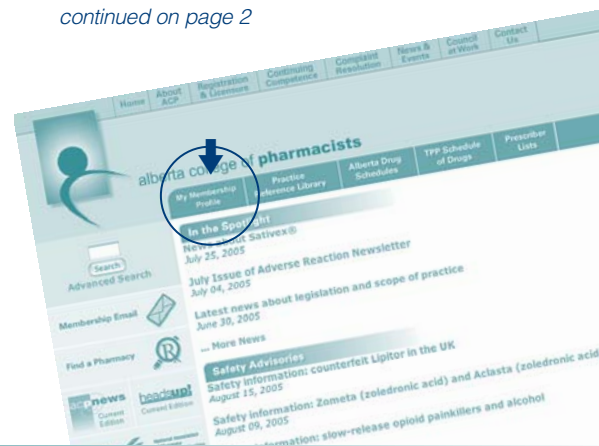 continued on page 2
Home
About
ACP
Registration
& Licensure
Continuing
Competence
Complaint
Resolution
News &
Events
Council
at Work
Contact
Us
alberta college of pharmacists
My Membership
Profile
Practice
Reference Library
Alberta Drug
Schedules
TPP Schedule
of Drugs
Prescriber
Lists
In the Spotlight
News about Sativex®
July 25, 2005
July Issue of Adverse Reaction Newsletter
July 04, 2005
Latest news about legislation and scope of practice
June 30, 2005
... More News
Search
Advanced Search
Membership Email
Find a Pharmacy
R
acpnews
Current
Edition
headsup!
Current Edition
Safety Advisories
Safety information: counterfeit Lipitor in the UK
August 15, 2005
Safety information: Zometa (zoledronic acid) and Aclasta (zoledronic acid
August 09, 2005
information: slow-release opioid painkillers and alcohol